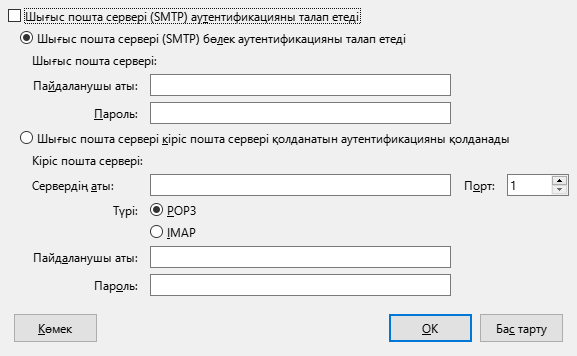 Шығыс пошта сервері (SMTP) аутентификацияны талап етеді
Шығыс пошта сервері (SMTP) бөлек аутентификацияны талап етеді
Шығыс пошта сервері:
Пайдаланушы аты:
Пароль:
Шығыс пошта сервері кіріс пошта сервері қолданатын аутентификацияны қолданады
Кіріс пошта сервері:
Сервердің аты: Порт: 1
Түрі: POP3
IMAP
Пайдаланушы аты:
Пароль:
Көмек OK Бас тарту